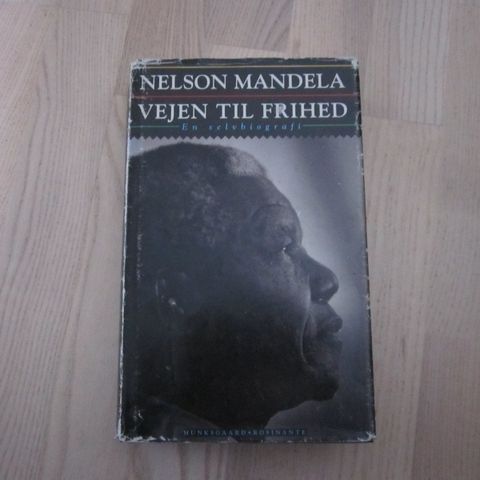 NELSON MANDELA
VEJEN TIL FRIHED
En selvbiografi
MUNKSGAARD • ROSINANTE